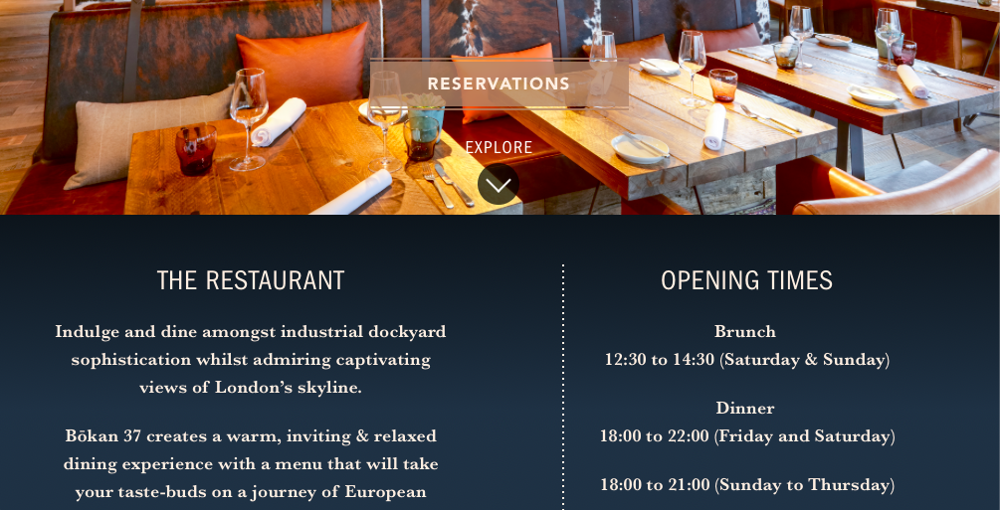 RESERVATIONS
EXPLORE
THE RESTAURANT
Indulge and dine amongst industrial dockyard
sophistication whilst admiring captivating
views of London’s skyline.
Bōkan 37 creates a warm, inviting & relaxed
dining experience with a menu that will take
your taste-buds on a journey of European
OPENING TIMES
Brunch
12:30 to 14:30 (Saturday & Sunday)
Dinner
18:00 to 22:00 (Friday and Saturday)
18:00 to 21:00 (Sunday to Thursday)